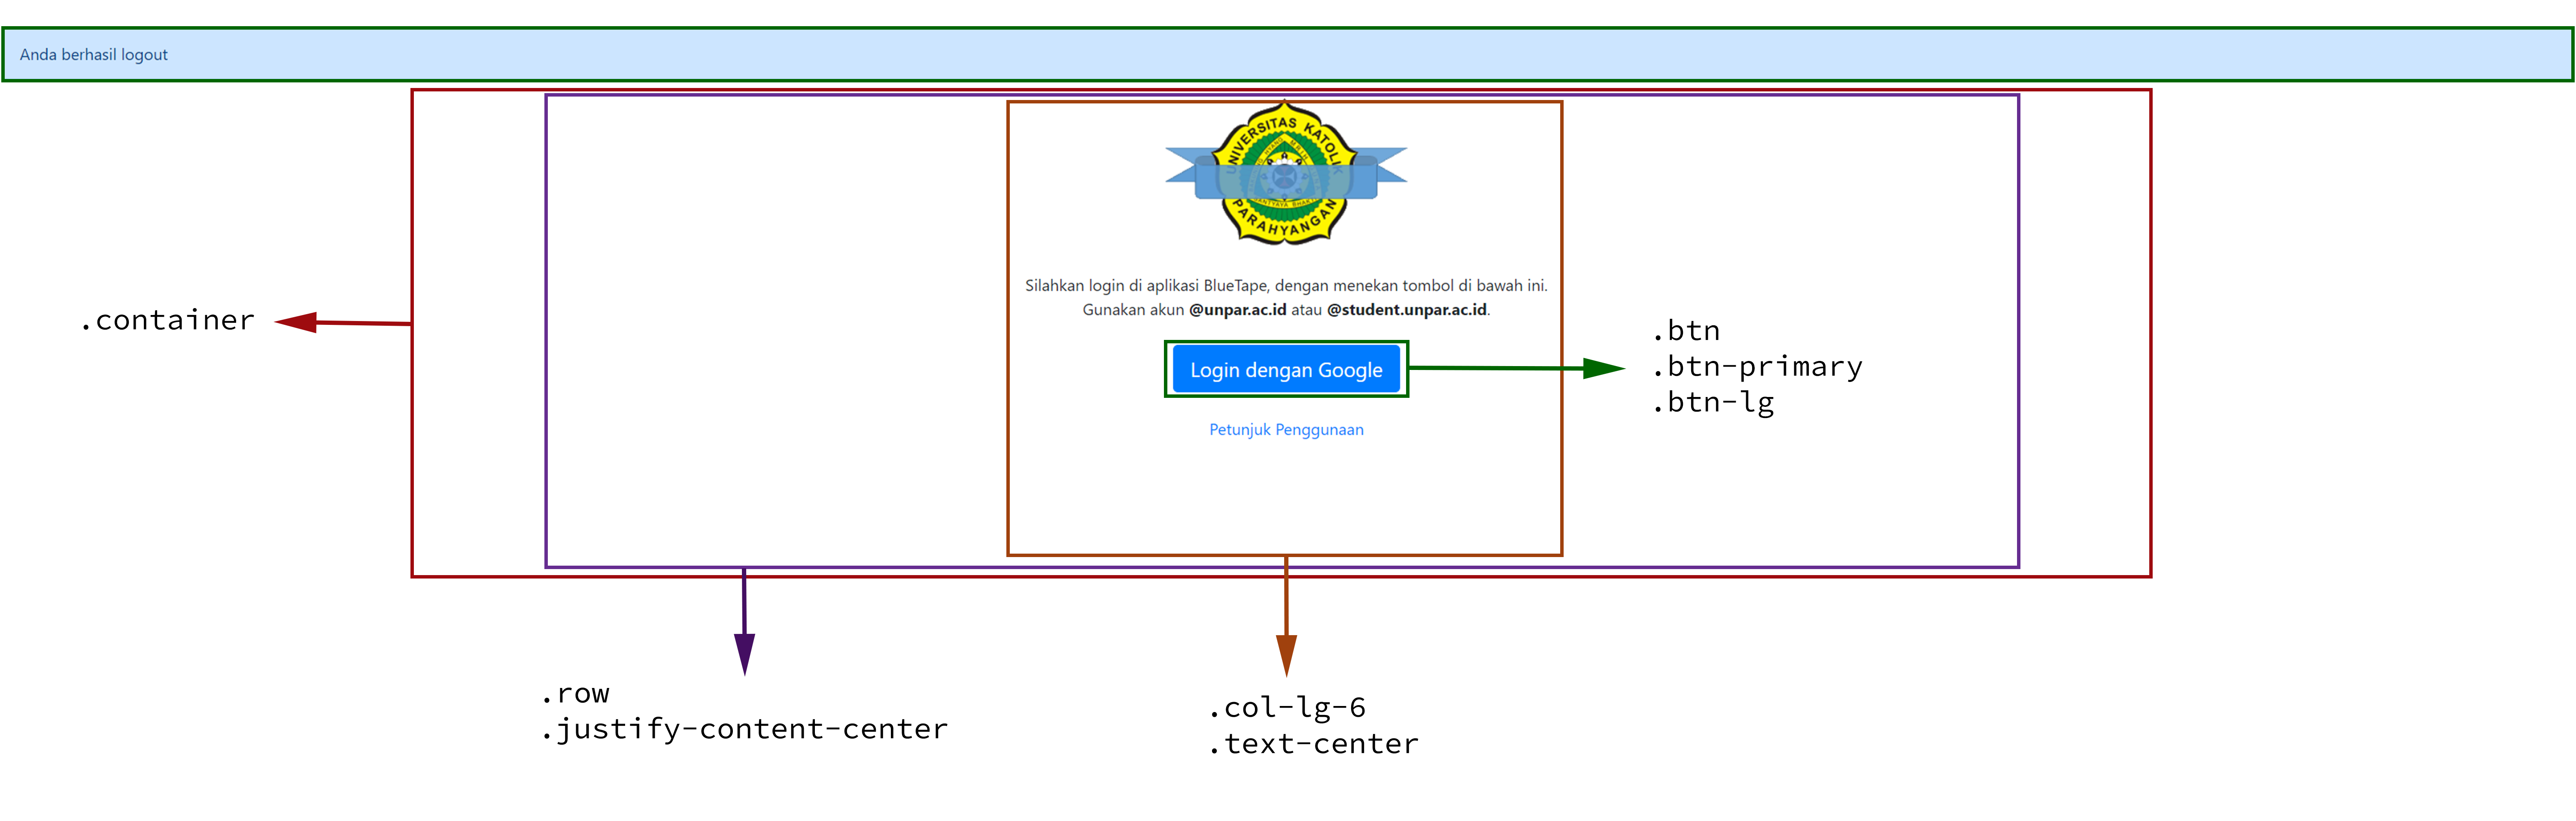 Anda berhasil logout
UNIVERSITAS KATOLIK
PARAHYANGAN
Silahkan login di aplikasi BlueTape, dengan menekan tombol di bawah ini.
Gunakan akun @unpar.ac.id atau @student.unpar.ac.id.
.container
.btn
.btn-primary
.btn-lg
Login dengan Google
Petunjuk Penggunaan
.row
.justify-content-center
.col-lg-6
.text-center